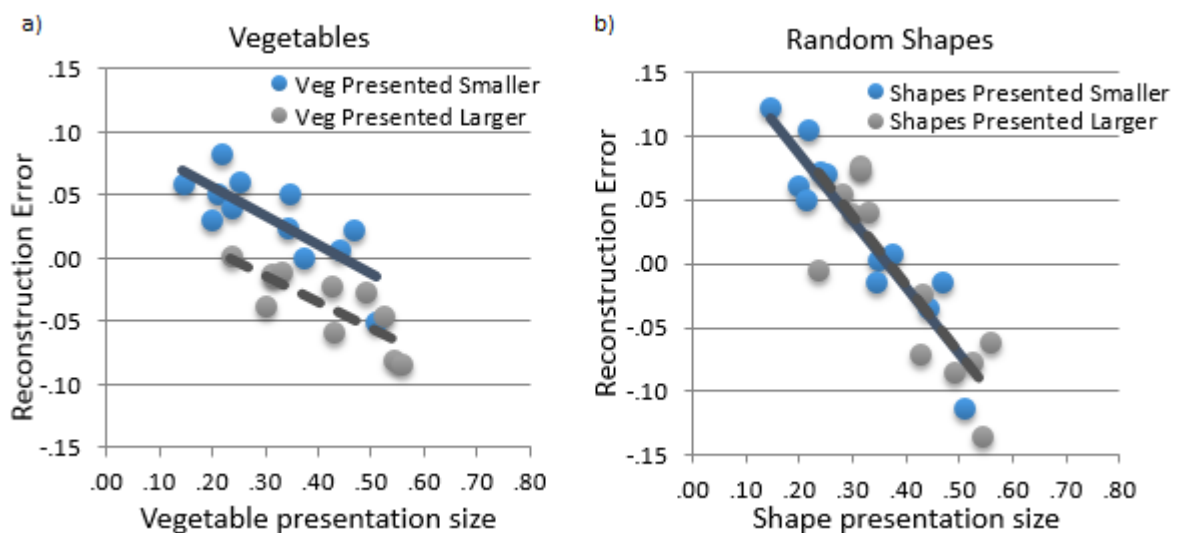 a)
Vegetables
Veg Presented Smaller
Veg Presented Larger
Reconstruction Error
.15
.10
.05
.00
-.05
-.10
-.15
.00 .10 .20 .30 .40 .50 .60 .70 .80
Vegetable presentation size
b)
Random Shapes
Shapes Presented Smaller
Shapes Presented Larger
Reconstruction Error
.15
.10
.05
.00
-.05
-.10
-.15
.00 .10 .20 .30 .40 .50 .60 .70 .80
Shape presentation size